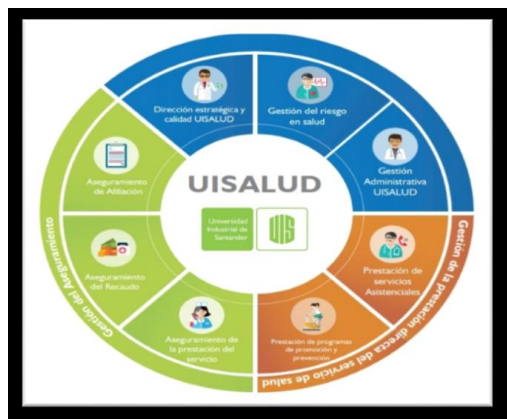 Dirección estratégica y
calidad UISALUD
Gestión del riesgo
en salud
Gestión
Administrativa
UISALUD
Prestación de
servicios
Asistenciales
Prestación de programas
de promoción y
prevención
Gestión de la prestación directa del servicio de salud
Aseguramiento de
la prestación del
servicio
Aseguramiento
del Recaudo
Aseguramiento
de Afiliación
Gestión del Aseguramiento
UISALUD
Universidad
Industrial de
Santander
UIS